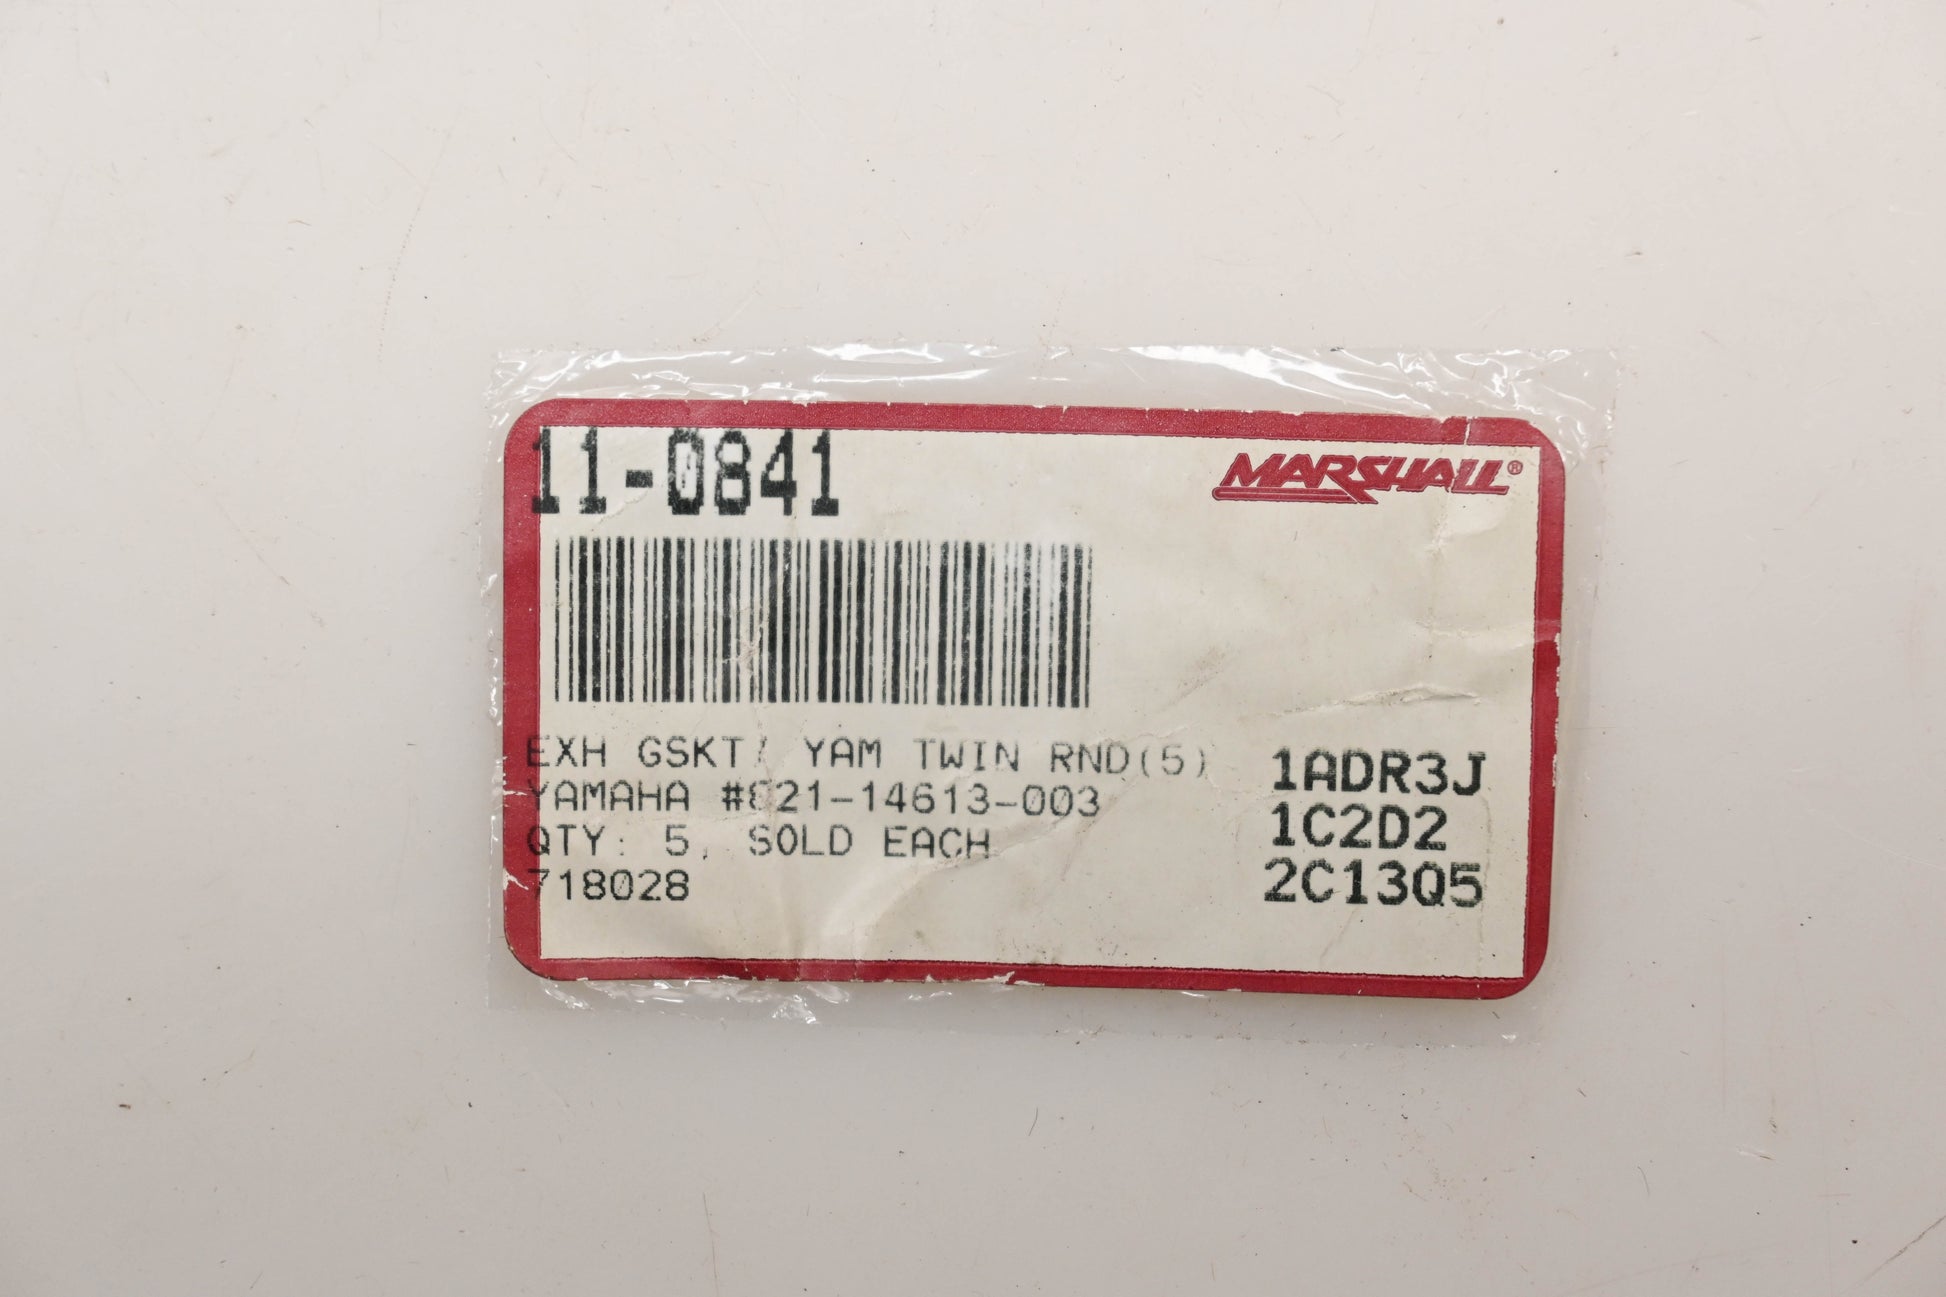 11-0841
MARSHALL®
EXH GSKT/ YAM TWIN RND(5)
YAMAHA #821-14613-003
QTY: 5, SOLD EACH
718028
1ADR3J
1C2D2
2C13Q5